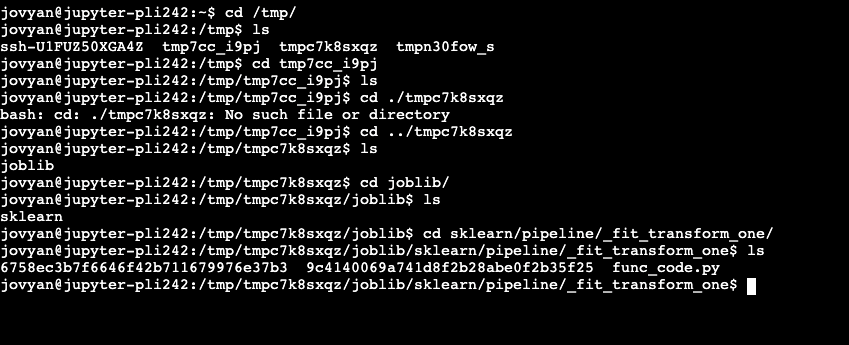 jovyan@jupyter-pli242:~$ cd /tmp/
jovyan@jupyter-pli242:/tmp$ ls
ssh-U1FUZ50XGA4Z  tmp7cc_i9pj  tmpc7k8sxqz  tmpn30fow_s
jovyan@jupyter-pli242:/tmp$ cd tmp7cc_i9pj
jovyan@jupyter-pli242:/tmp/tmp7cc_i9pj$ ls
jovyan@jupyter-pli242:/tmp/tmp7cc_i9pj$ cd ./tmpc7k8sxqz
bash: cd: ./tmpc7k8sxqz: No such file or directory
jovyan@jupyter-pli242:/tmp/tmp7cc_i9pj$ cd ../tmpc7k8sxqz
jovyan@jupyter-pli242:/tmp/tmpc7k8sxqz$ ls
joblib
jovyan@jupyter-pli242:/tmp/tmpc7k8sxqz$ cd joblib/
jovyan@jupyter-pli242:/tmp/tmpc7k8sxqz/joblib$ ls
sklearn
jovyan@jupyter-pli242:/tmp/tmpc7k8sxqz/joblib$ cd sklearn/pipeline/_fit_transform_one/
jovyan@jupyter-pli242:/tmp/tmpc7k8sxqz/joblib/sklearn/pipeline/_fit_transform_one$ ls
6758ec3b7f6646f42b711679976e37b3  9c4140069a741d8f2b28abe0f2b35f25  func_code.py
jovyan@jupyter-pli242:/tmp/tmpc7k8sxqz/joblib/sklearn/pipeline/_fit_transform_one$